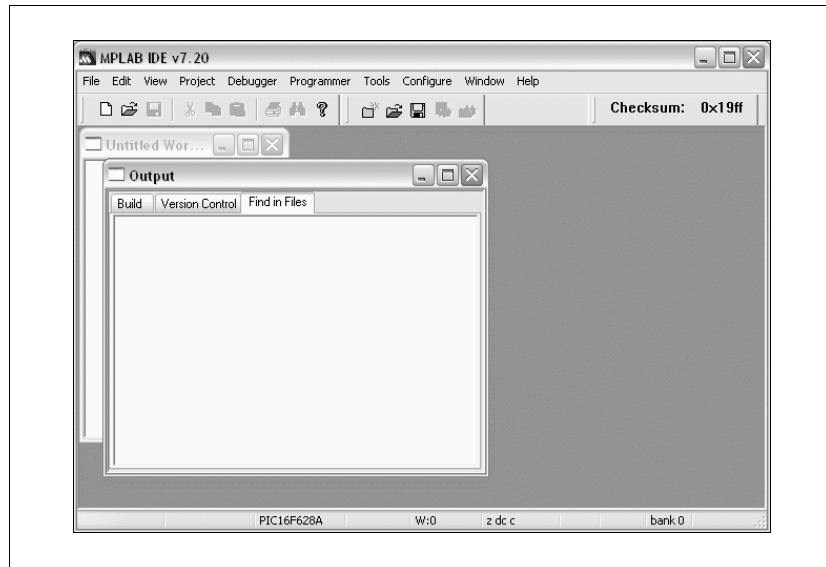 MPLAB IDE v7.20
File Edit View Project Debugger Programmer Tools Configure Window Help
Checksum: 0x19ff
Untitled Wor...
Output
Build Version Control Find in Files
PIC16F628A W:0 z dc c bank 0